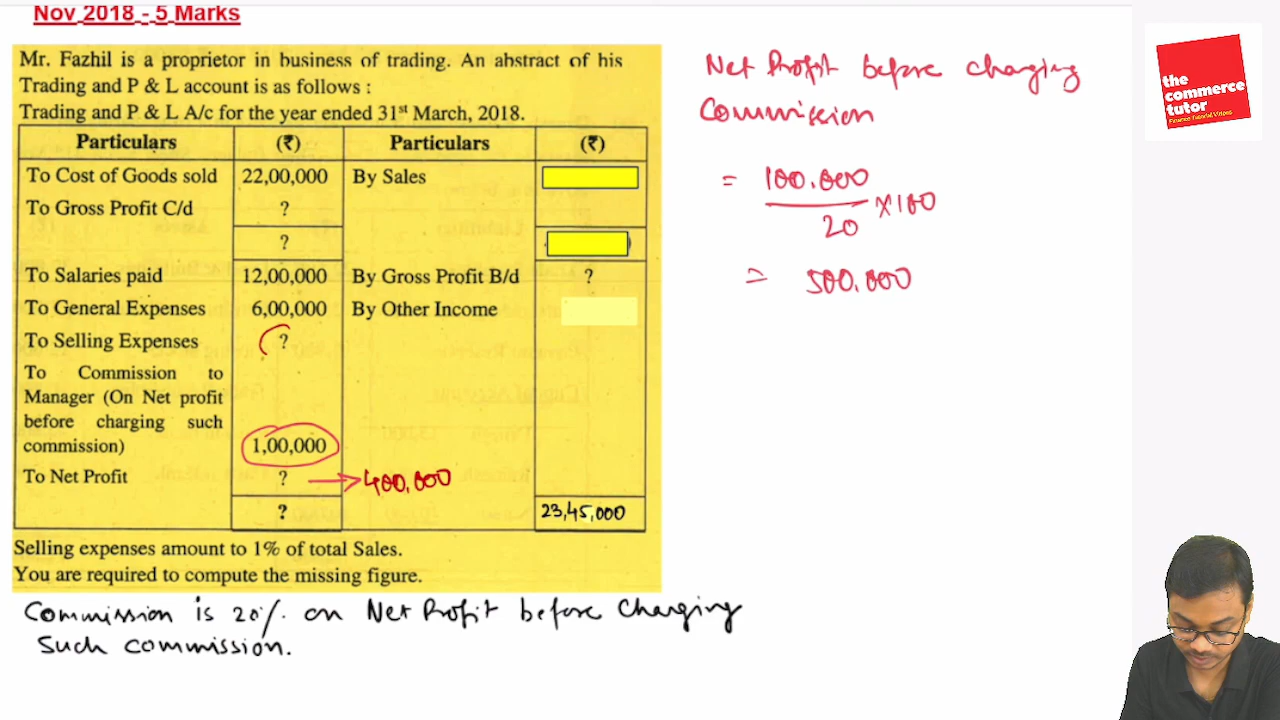 Nov 2018 - 5 Marks
Mr. Fazhil is a proprietor in business of trading. An abstract of his
Trading and P & L account is as follows :
Trading and P & L A/c for the year ended 31st March, 2018.
Particulars (₹) Particulars (₹)
To Cost of Goods sold 22,00,000 By Sales
To Gross Profit C/d ?
?
To Salaries paid 12,00,000 By Gross Profit B/d ?
To General Expenses 6,00,000 By Other Income
To Selling Expenses ?
To Commission to
Manager (On Net profit
before charging such
commission) 1,00,000
To Net Profit ? → 400,000
? 23,45,000
Selling expenses amount to 1% of total Sales.
You are required to compute the missing figure.
Commission is 20%. on Net Profit before Charging
Such commission.
Net Profit before charging
Commission
= 100.000
20 ×100
= 500,000
the
commerce
tutor
Finance Tutorial Videos